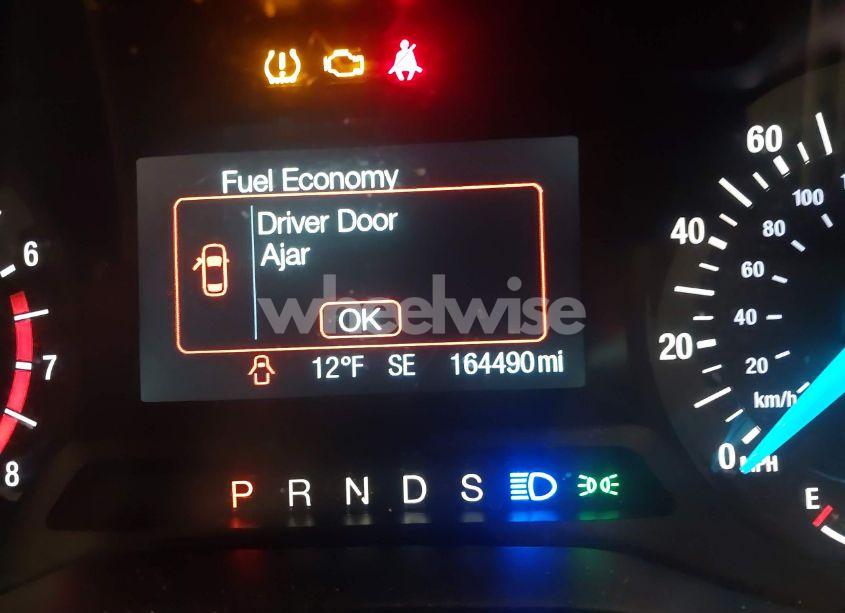 Fuel Economy
Driver Door
Ajar
OK
wheelwise
12°F SE 164490mi
P R N D S
6
7
8
60
40
20
0
100
80
60
40
20
km/h
MPH
E